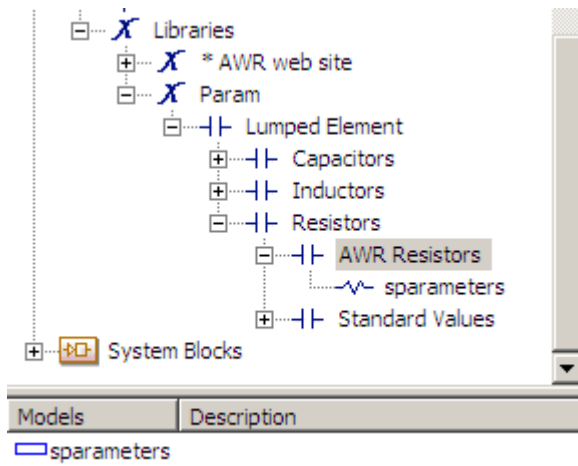 Libraries
* AWR web site
Param
Lumped Element
Capacitors
Inductors
Resistors
AWR Resistors
sparameters
Standard Values
System Blocks
Models Description
sparameters